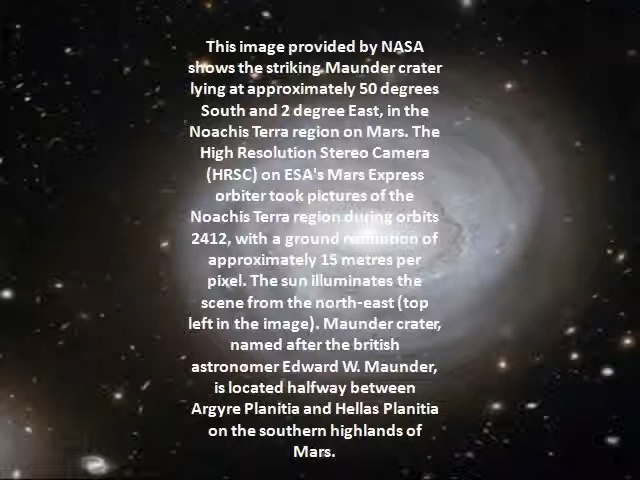 This image provided by NASA
shows the striking Maunder crater
lying at approximately 50 degrees
South and 2 degree East, in the
Noachis Terra region on Mars. The
High Resolution Stereo Camera
(HRSC) on ESA's Mars Express
orbiter took pictures of the
Noachis Terra region during orbits
2412, with a ground resolution of
approximately 15 metres per
pixel. The sun illuminates the
scene from the north-east (top
left in the image). Maunder crater,
named after the british
astronomer Edward W. Maunder,
is located halfway between
Argyre Planitia and Hellas Planitia
on the southern highlands of
Mars.